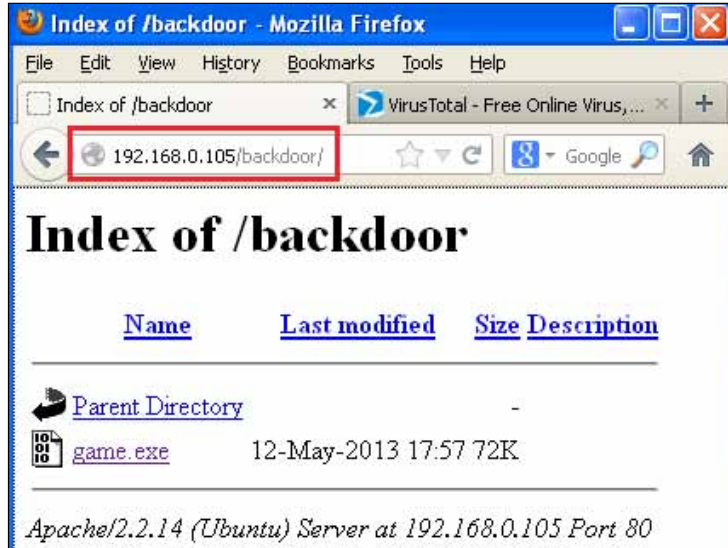 Index of /backdoor - Mozilla Firefox
File Edit View History Bookmarks Tools Help
Index of /backdoor × VirusTotal - Free Online Virus,... × +
192.168.0.105/backdoor/ 8 Google
Index of /backdoor
Name Last modified Size Description
Parent Directory -
game.exe 12-May-2013 17:57 72K
Apache/2.2.14 (Ubuntu) Server at 192.168.0.105 Port 80